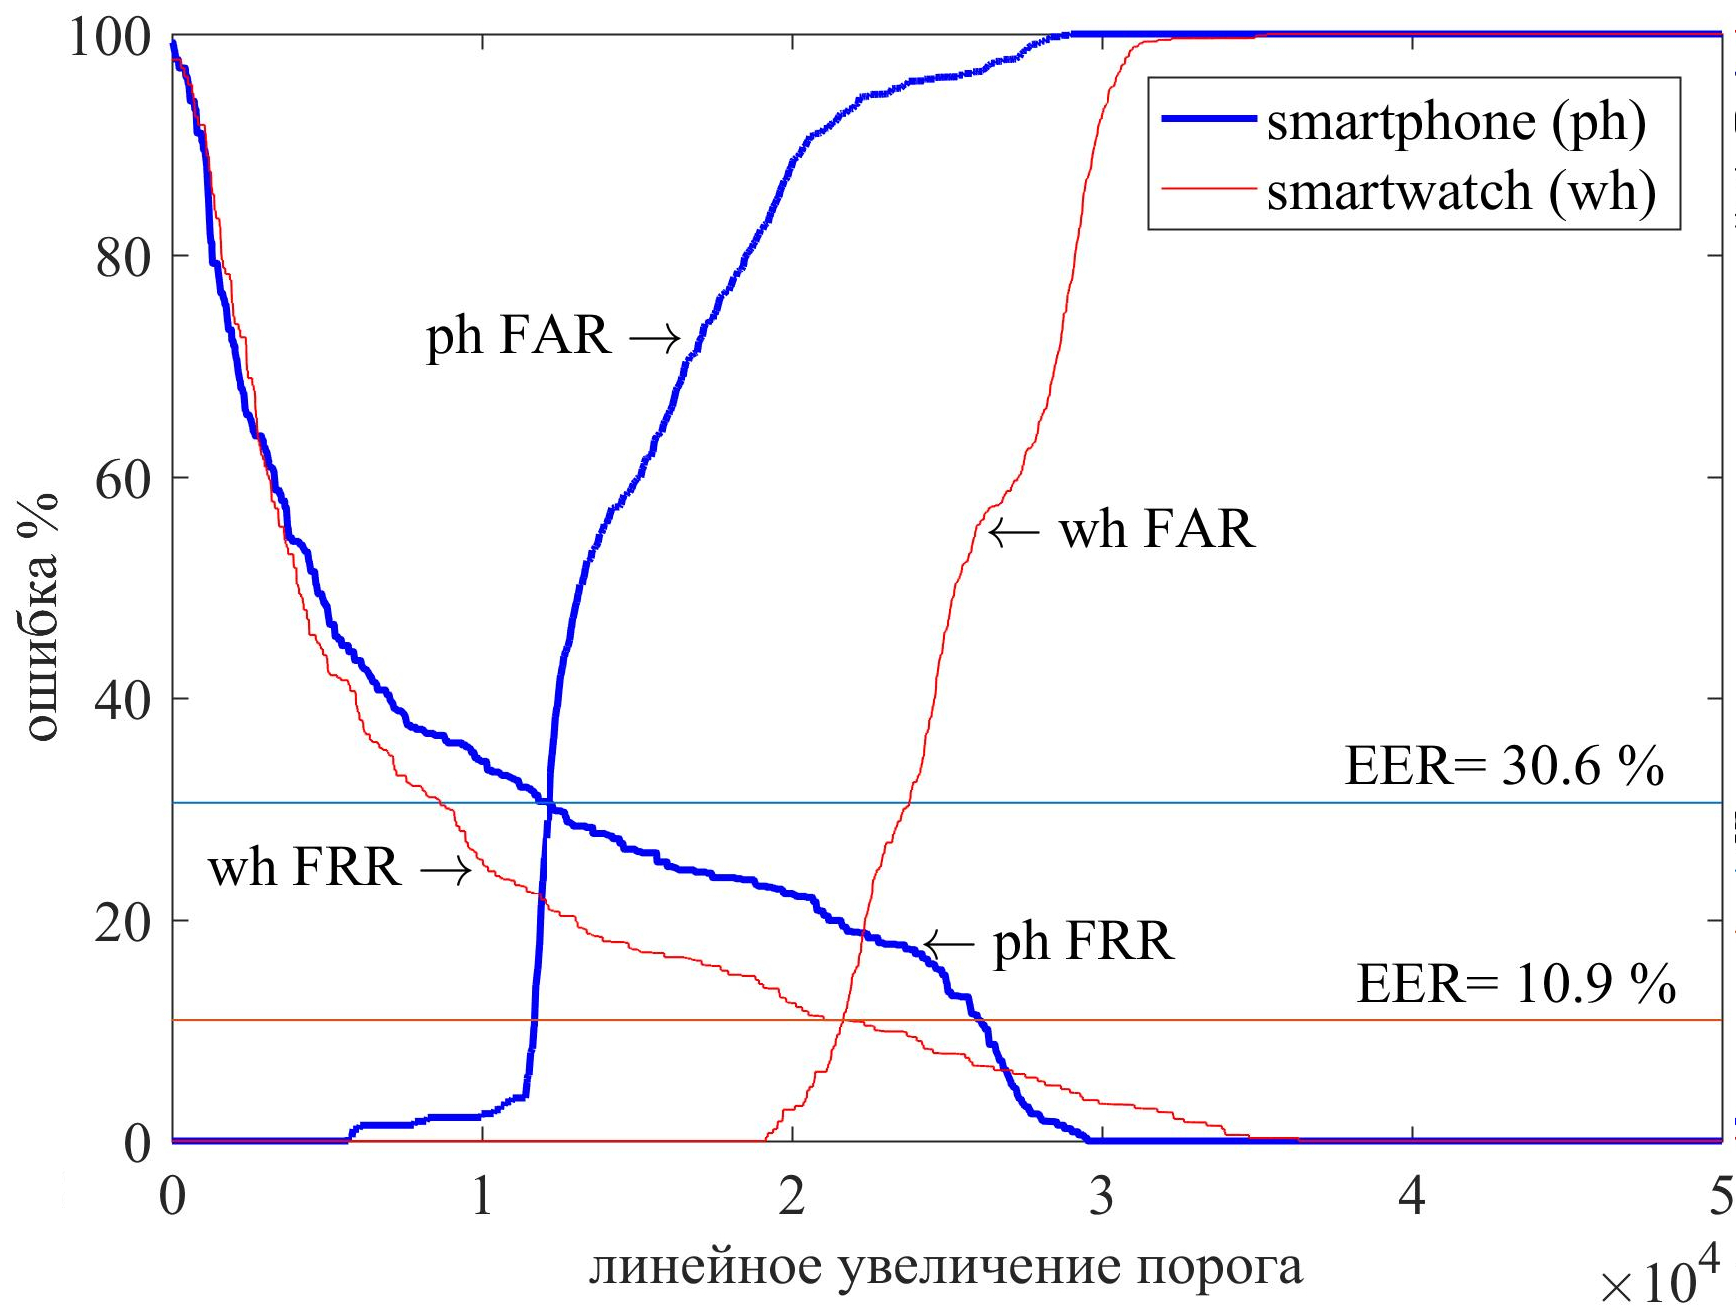 100
80
60
40
20
0
ошибка %
smartphone (ph)
smartwatch (wh)
ph FAR →
← wh FAR
EER= 30.6 %
wh FRR →
← ph FRR
EER= 10.9 %
0 1 2 3 4 5
линейное увеличение порога
×10⁴